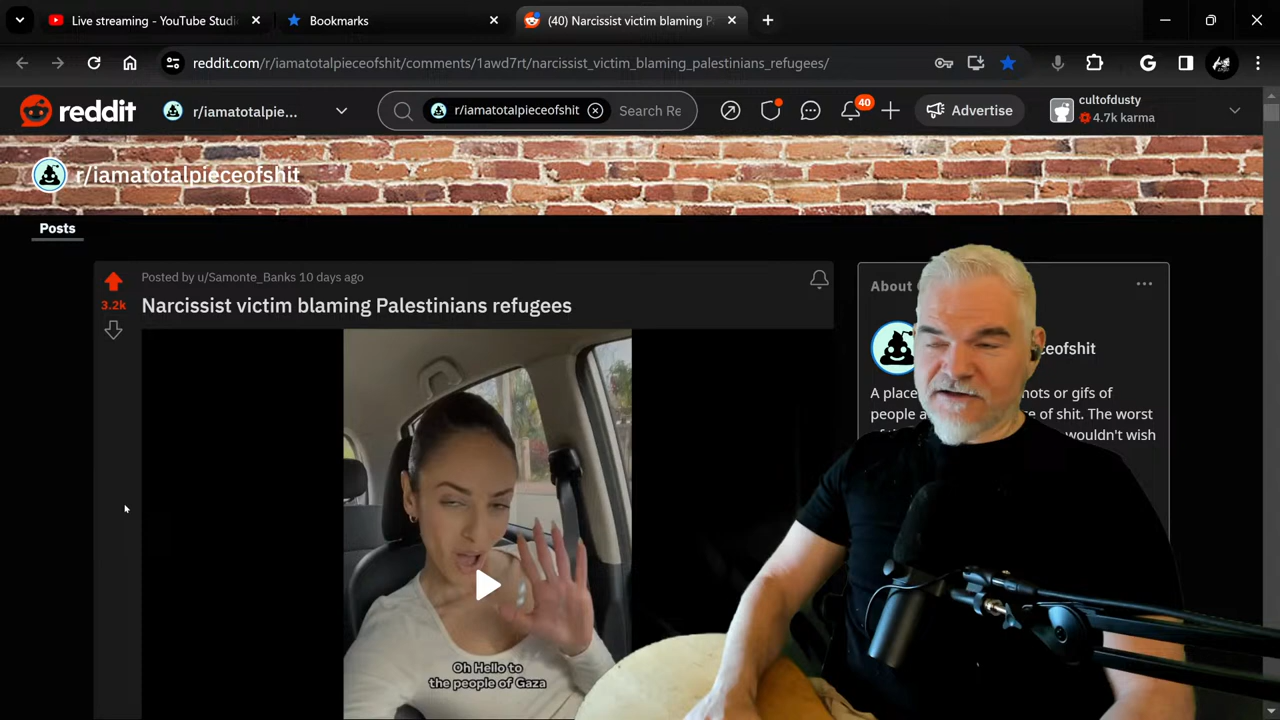 Live streaming - YouTube Studi
Bookmarks
(40) Narcissist victim blaming P
reddit.com/r/iamatotalpieceofshit/comments/1awd7rt/narcissist_victim_blaming_palestinians_refugees/
reddit
r/iamatotalpie...
r/iamatotalpieceofshit
Search Re
40
Advertise
cultofdusty
4.7k karma
r/iamatotalpieceofshit
Posts
Posted by u/Samonte_Banks 10 days ago
3.2k
Narcissist victim blaming Palestinians refugees
About
ceofshit
A place hots or gifs of
people a e of shit. The worst
wouldn't wish
Oh Hello to
the people of Gaza